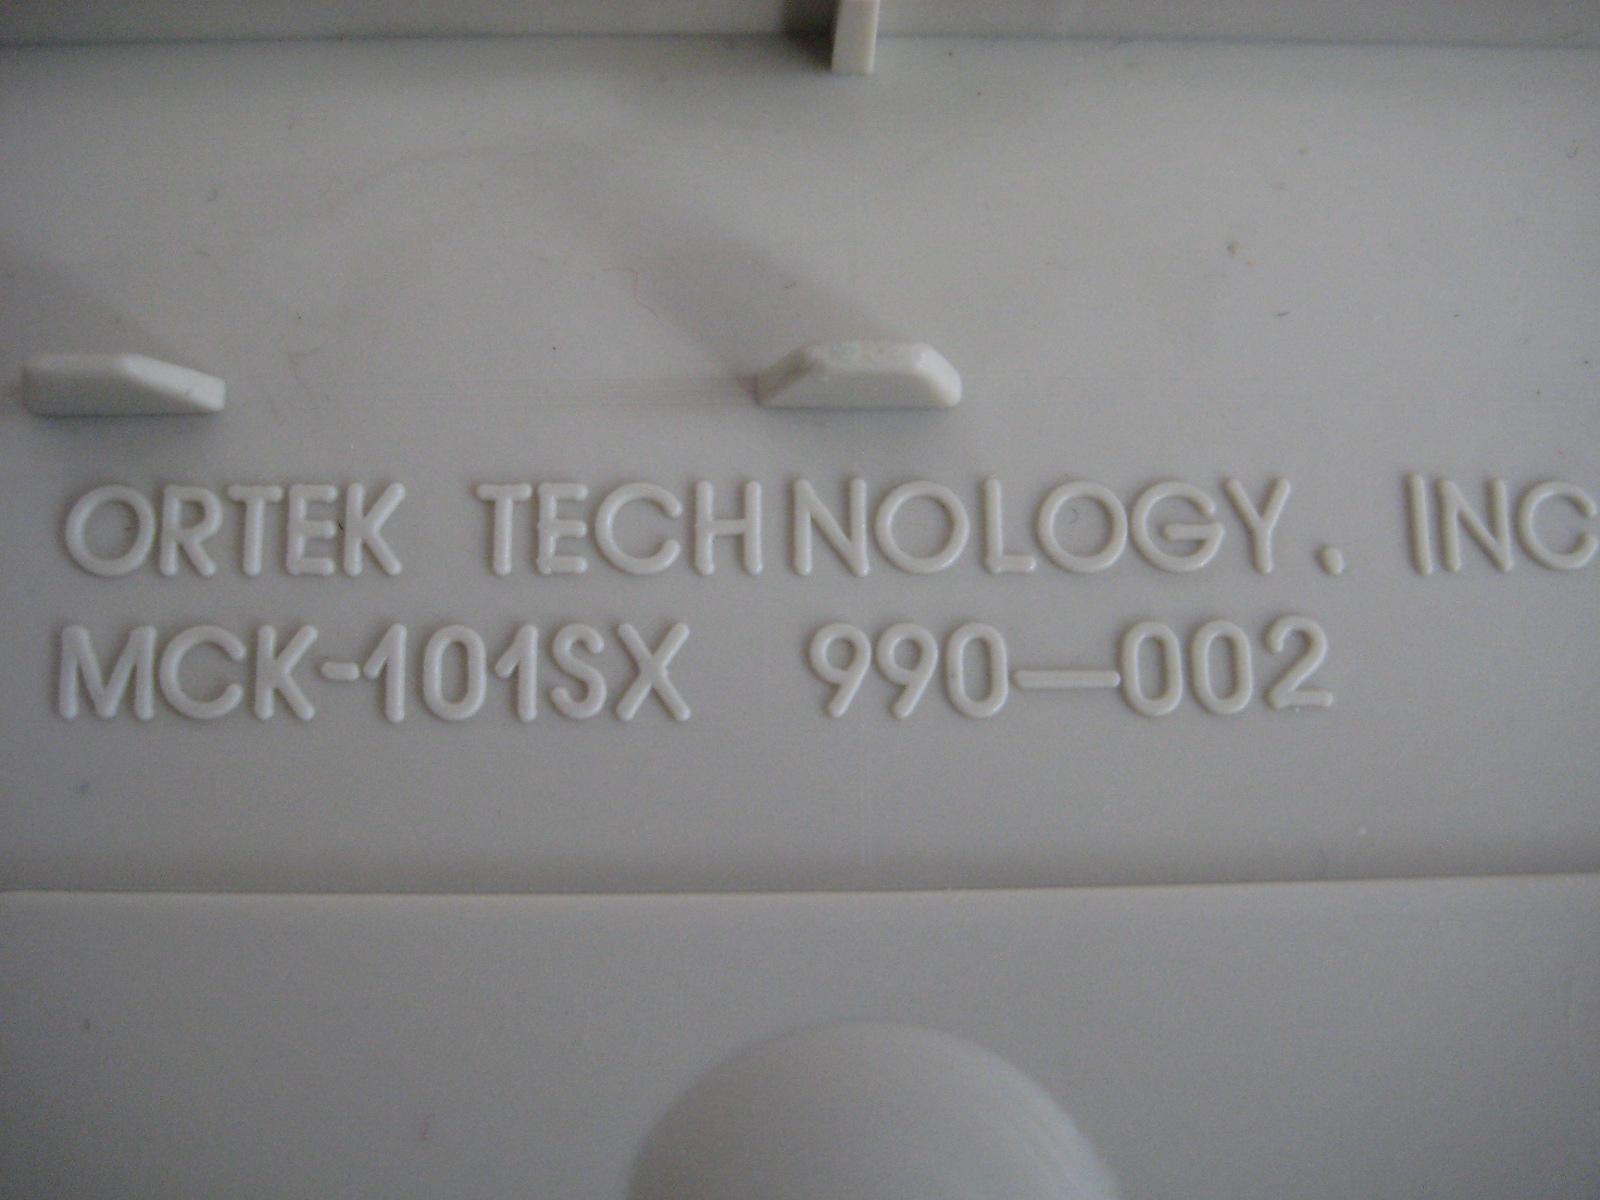 ORTEK TECHNOLOGY. INC
MCK-101SX 990—002